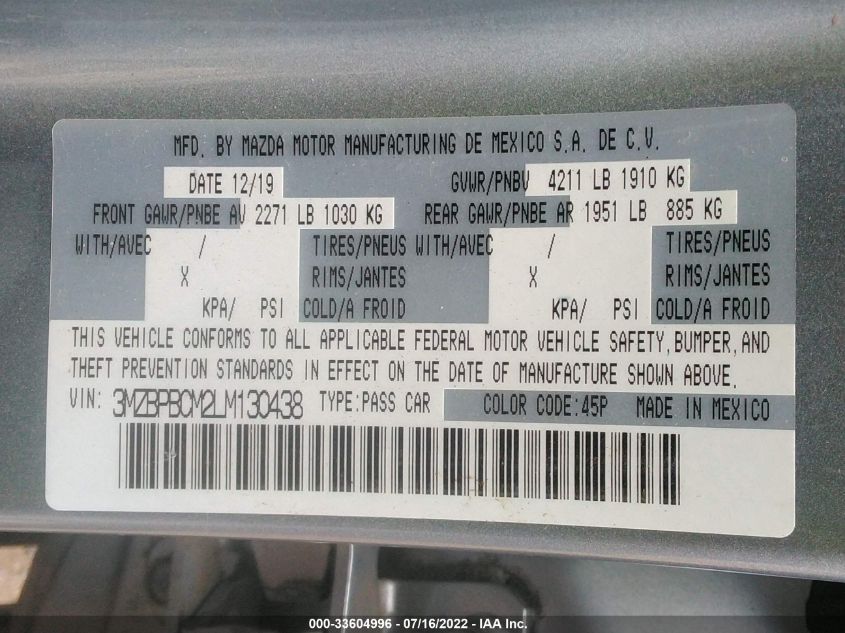 MFD. BY MAZDA MOTOR MANUFACTURING DE MEXICO S.A. DE C.V.
DATE 12/19 GVWR/PNBV 4211 LB 1910 KG
FRONT GAWR/PNBE AV 2271 LB 1030 KG REAR GAWR/PNBE AR 1951 LB 885 KG
WITH/AVEC / TIRES/PNEUS WITH/AVEC / TIRES/PNEUS
X RIMS/JANTES X RIMS/JANTES
KPA/ PSI COLD/A FROID KPA/ PSI COLD/A FROID
THIS VEHICLE CONFORMS TO ALL APPLICABLE FEDERAL MOTOR VEHICLE SAFETY, BUMPER, AND
THEFT PREVENTION STANDARDS IN EFFECT ON THE DATE OF MANUFACTURE SHOWN ABOVE.
VIN: 3MZBPBCM2LM130438 TYPE:PASS CAR COLOR CODE:45P MADE IN MEXICO
000-33604996 - 07/16/2022 - IAA Inc.